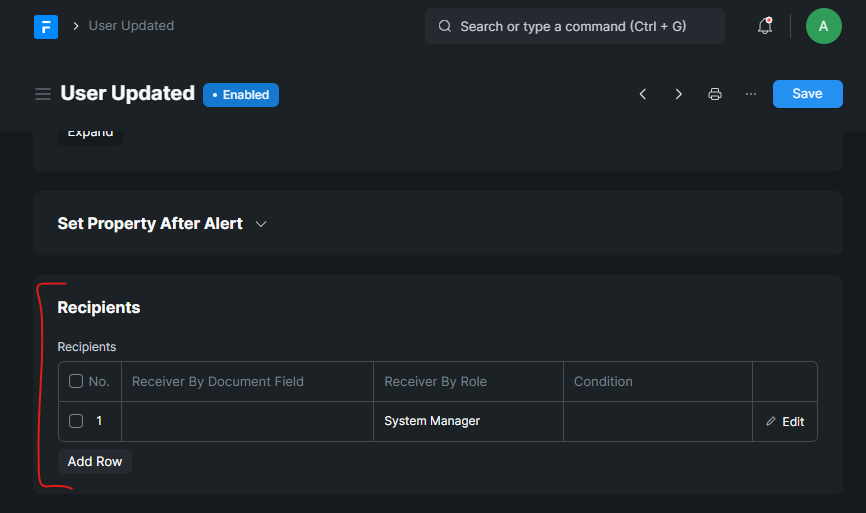 User Updated
Search or type a command (Ctrl + G)
A
User Updated
Enabled
Save
Expand
Set Property After Alert
Recipients
Recipients
No. Receiver By Document Field Receiver By Role Condition
1 System Manager Edit
Add Row